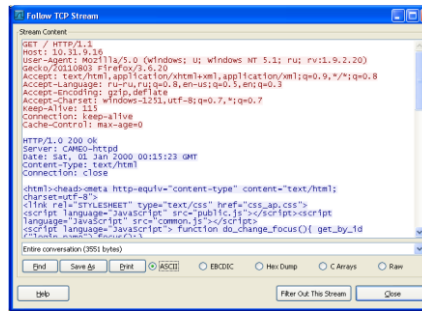 Follow TCP Stream
Stream Content
GET / HTTP/1.1
Host: 10.31.9.16
User-Agent: Mozilla/5.0 (Windows; U; Windows NT 5.1; ru; rv:1.9.2.20)
Gecko/20110803 Firefox/3.6.20
Accept: text/html,application/xhtml+xml,application/xml;q=0.9,*/*;q=0.8
Accept-Language: ru-ru,ru;q=0.8,en-us;q=0.5,en;q=0.3
Accept-Encoding: gzip,deflate
Accept-Charset: windows-1251,utf-8;q=0.7,*;q=0.7
Keep-Alive: 115
Connection: keep-alive
Cache-Control: max-age=0
HTTP/1.0 200 Ok
Server: CAMEO-httpd
Date: Sat, 01 Jan 2000 00:15:23 GMT
Content-Type: text/html
Connection: close
<html><head><meta http-equiv="content-type" content="text/html;
charset=utf-8">
<link rel="STYLESHEET" type="text/css" href="css_ap.css">
<script language="JavaScript" src="public.js"></script><script
language="JavaScript" src="common.js"></script>
<script language="JavaScript"> function do_change_focus(){ get_by_id
("login_name").focus();}
Entire conversation (3551 bytes)
Find Save As Print ASCII EBCDIC Hex Dump C Arrays Raw
Help Filter Out This Stream Close